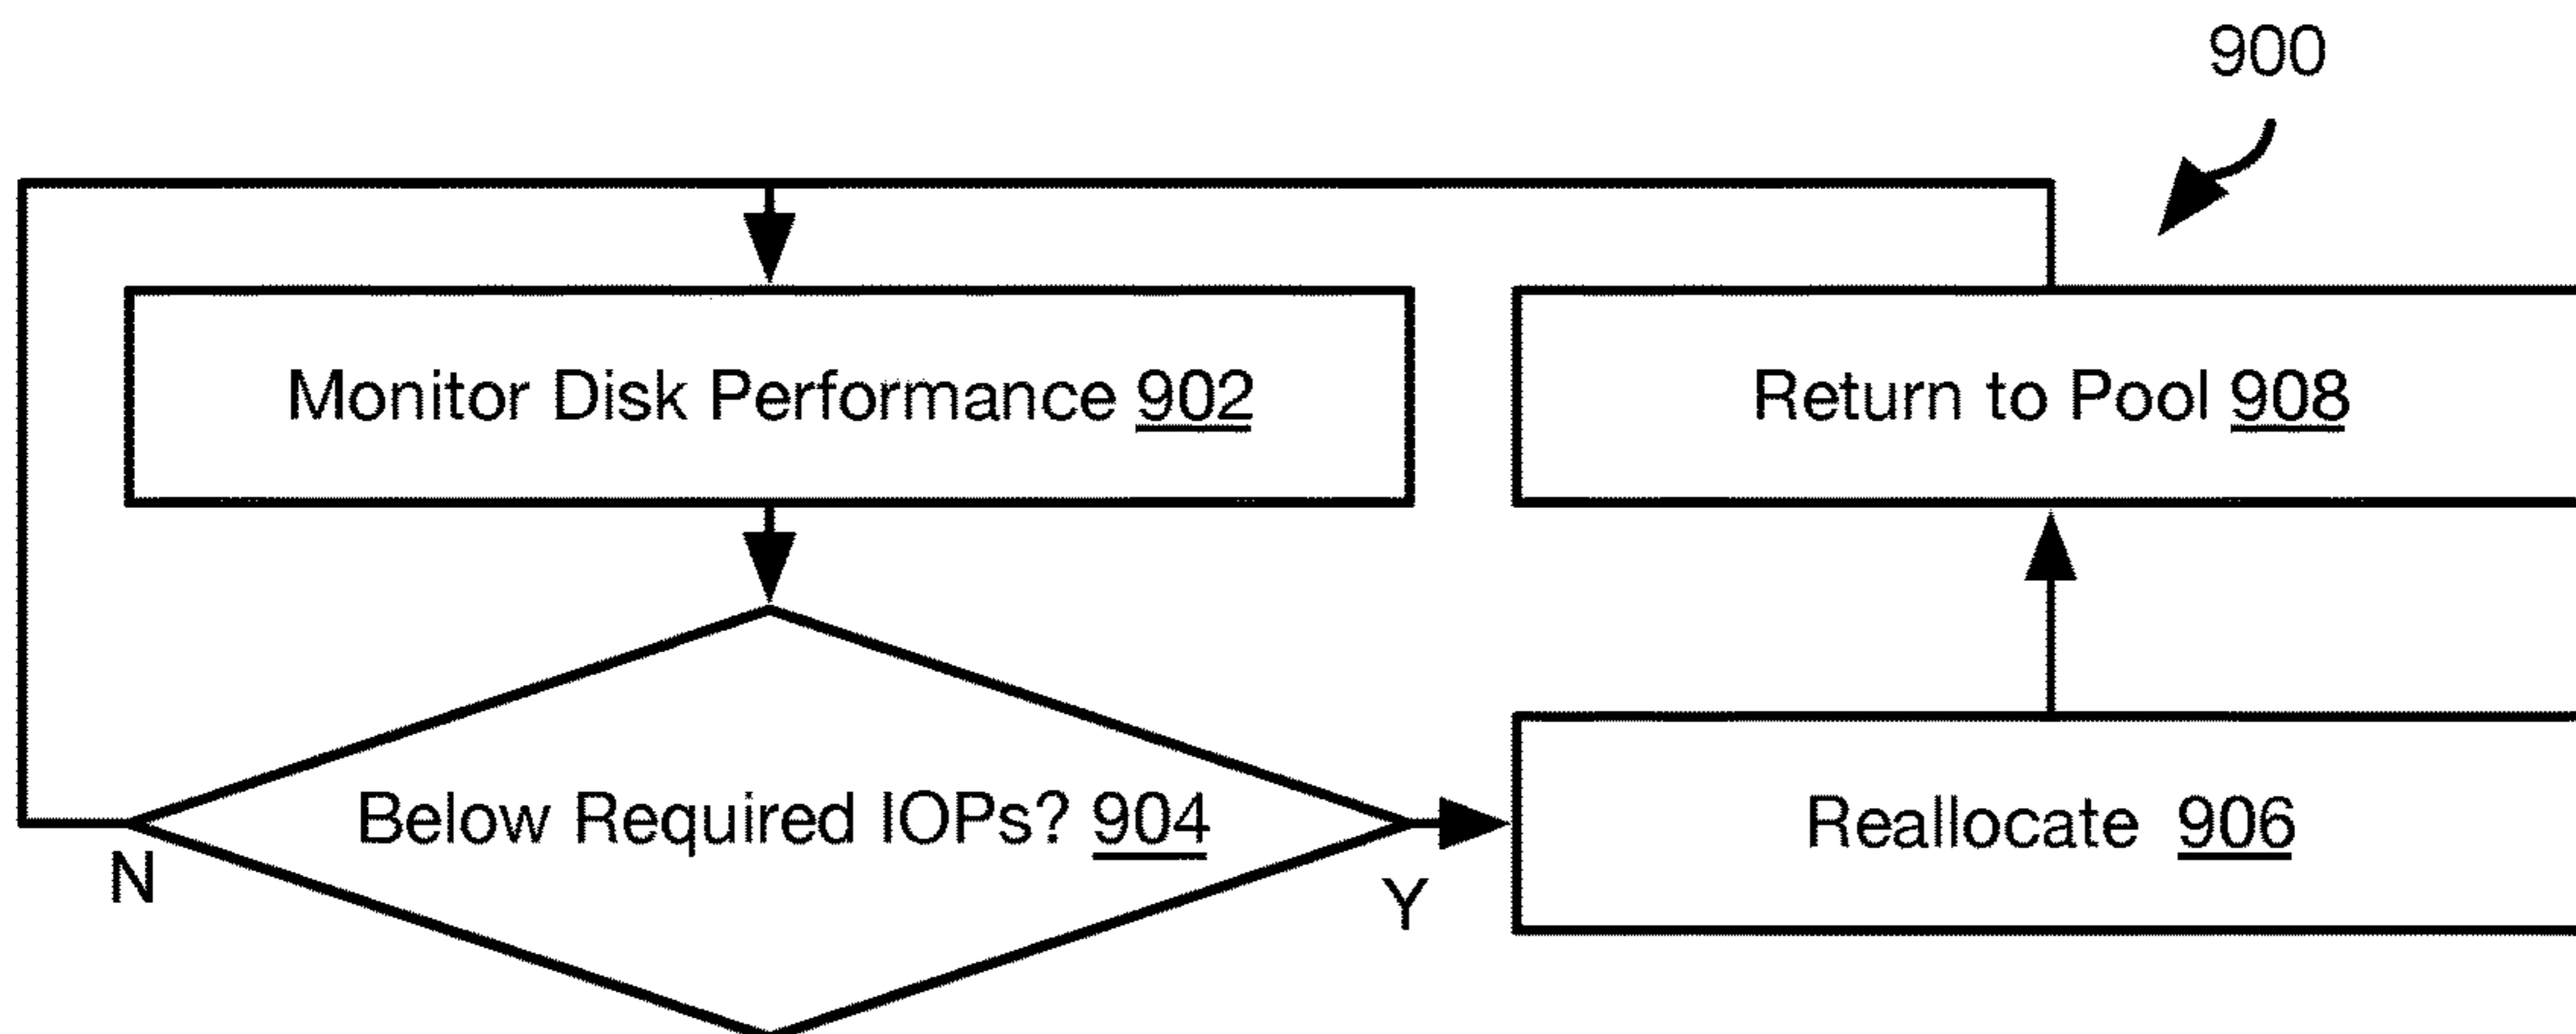 900
Monitor Disk Performance 902
Return to Pool 908
Below Required IOPs? 904
Reallocate 906
N
Y